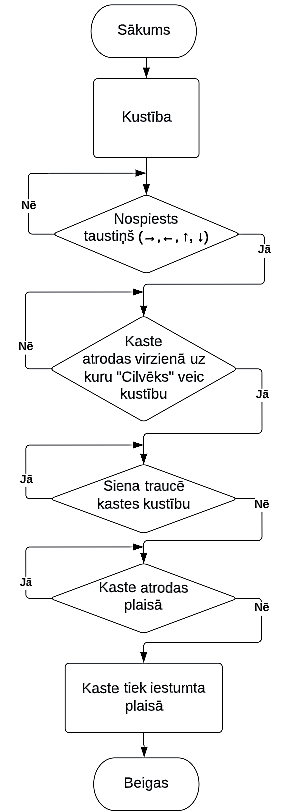 Sākums
Kustība
Nē
Nospiests
taustiņš (→,←, ↑, ↓)
Jā
Kaste
atrodas virzienā uz
kuru "Cilvēks" veic
kustību
Nē
Jā
Siena traucē
kastes kustību
Jā
Nē
Kaste atrodas
plaisā
Jā
Nē
Kaste tiek iesturnta
plaisā
Beigas